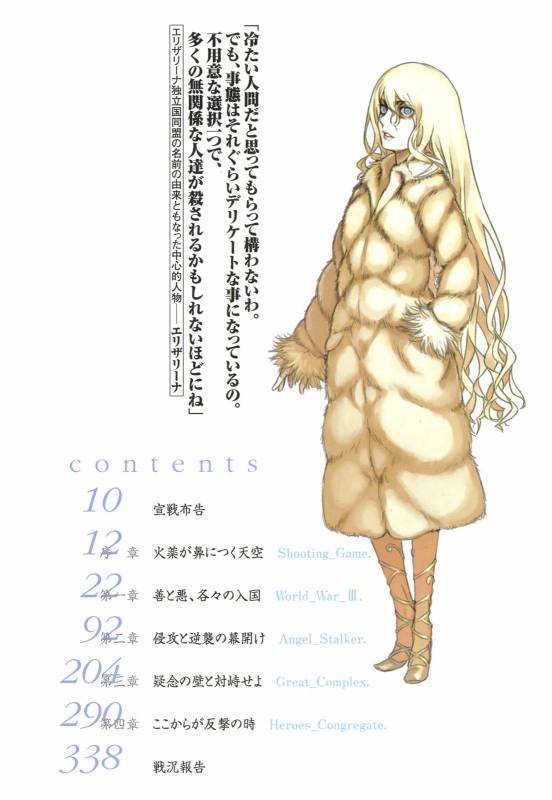 「冷たい人間だと思ってもらって構わないわ。
でも、事態はそれぐらいデリケートな事になっているの。
不用意な選択一つで、
多くの無関係な人達が殺されるかもしれないほどにね」
エリザリーナ独立国同盟の名前の由来ともなった中心的人物――エリザリーナ
contents
10 宣戦布告
12 序 章 火薬が鼻につく天空 Shooting_Game.
22 第一章 善と悪、各々の入国 World_War_Ⅲ.
92 第二章 侵攻と逆襲の幕開け Angel_Stalker.
204 第三章 疑念の壁と対峙せよ Great_Complex.
290 第四章 ここからが反撃の時 Heroes_Congregate.
338 戦況報告